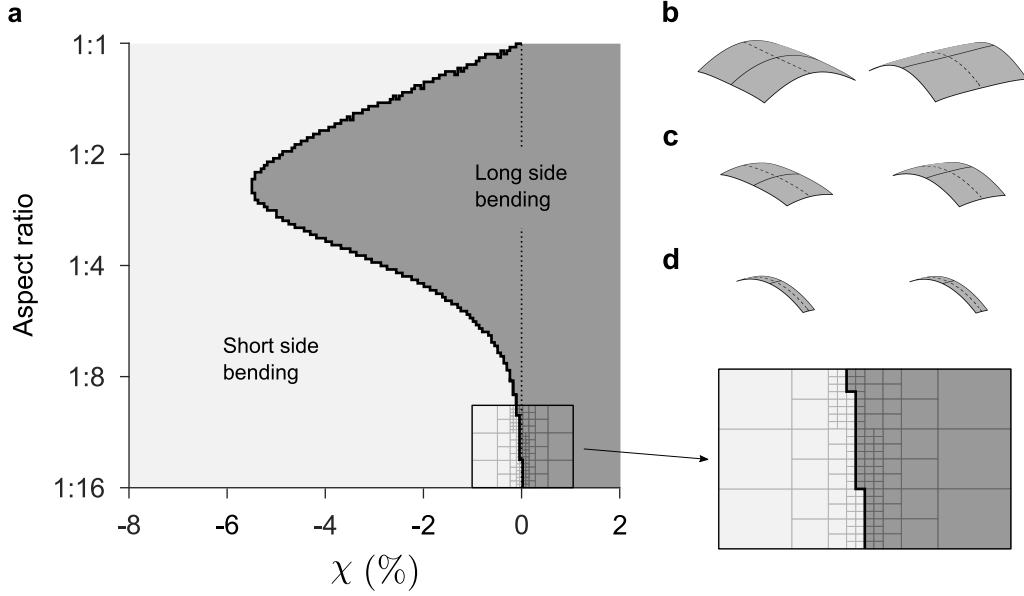 a
b
1:1
1:2
1:4
1:8
1:16
Aspect ratio
Long side
bending
Short side
bending
-8
-6
-4
-2
0
2
χ (%)
c
d